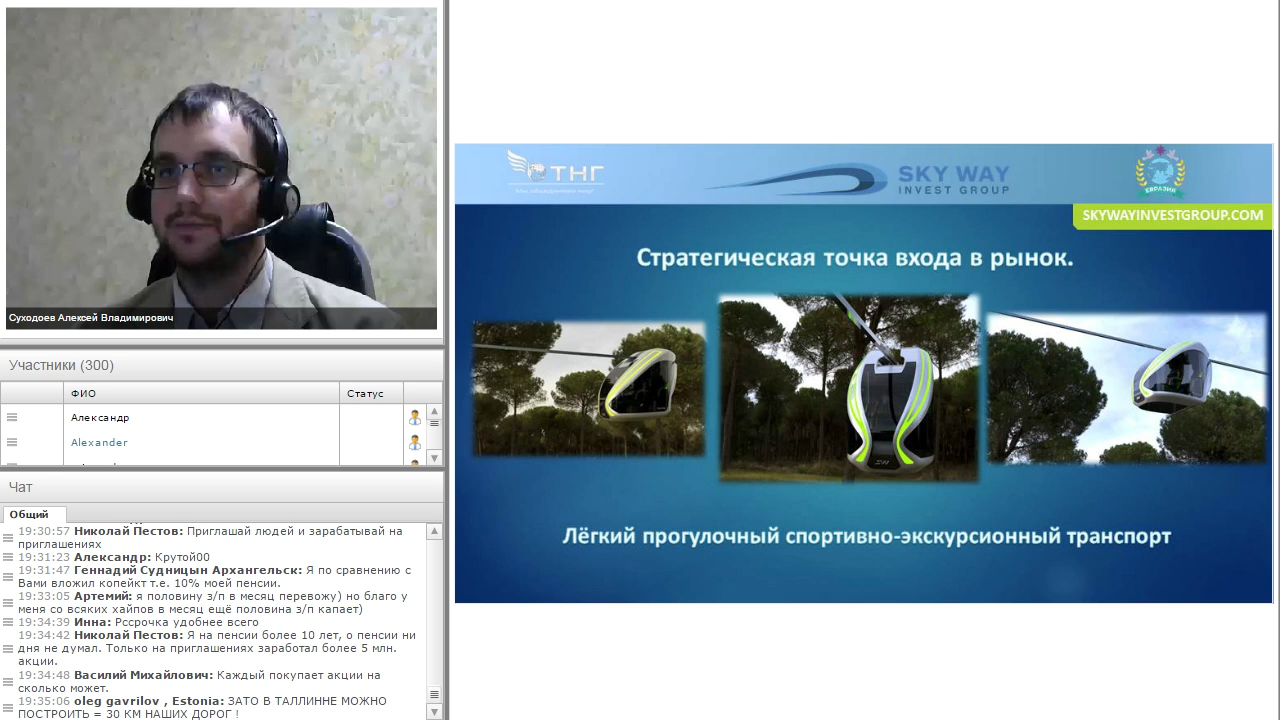 Суходоев Алексей Владимирович
Участники (300)
ФИО
Статус
Александр
Alexander
Чат
Общий
19:30:57 Николай Пестов: Приглашай людей и зарабатывай на
приглашениях
19:31:23 Александр: Крутой00
19:31:47 Геннадий Судницын Архангельск: Я по сравнению с
Вами вложил копейкт т.е. 10% моей пенсии.
19:33:05 Артемий: я половину з/п в месяц перевожу) но благо у
меня со всяких хайпов в месяц ещё половина з/п капает)
19:34:39 Инна: Рссрочка удобнее всего
19:34:42 Николай Пестов: Я на пенсии более 10 лет, о пенсии ни
дня не думал. Только на приглашениях заработал более 5 млн.
акции.
19:34:48 Василий Михайлович: Каждый покупает акции на
сколько может.
19:35:06 oleg gavrilov , Estonia: ЗАТО В ТАЛЛИННЕ МОЖНО
ПОСТРОИТЬ = 30 КМ НАШИХ ДОРОГ !
ТНГ
SKY WAY
INVEST GROUP
ЕВРАЗИЯ
SKYWAYINVESTGROUP.COM
Стратегическая точка входа в рынок.
Лёгкий прогулочный спортивно-экскурсионный транспорт